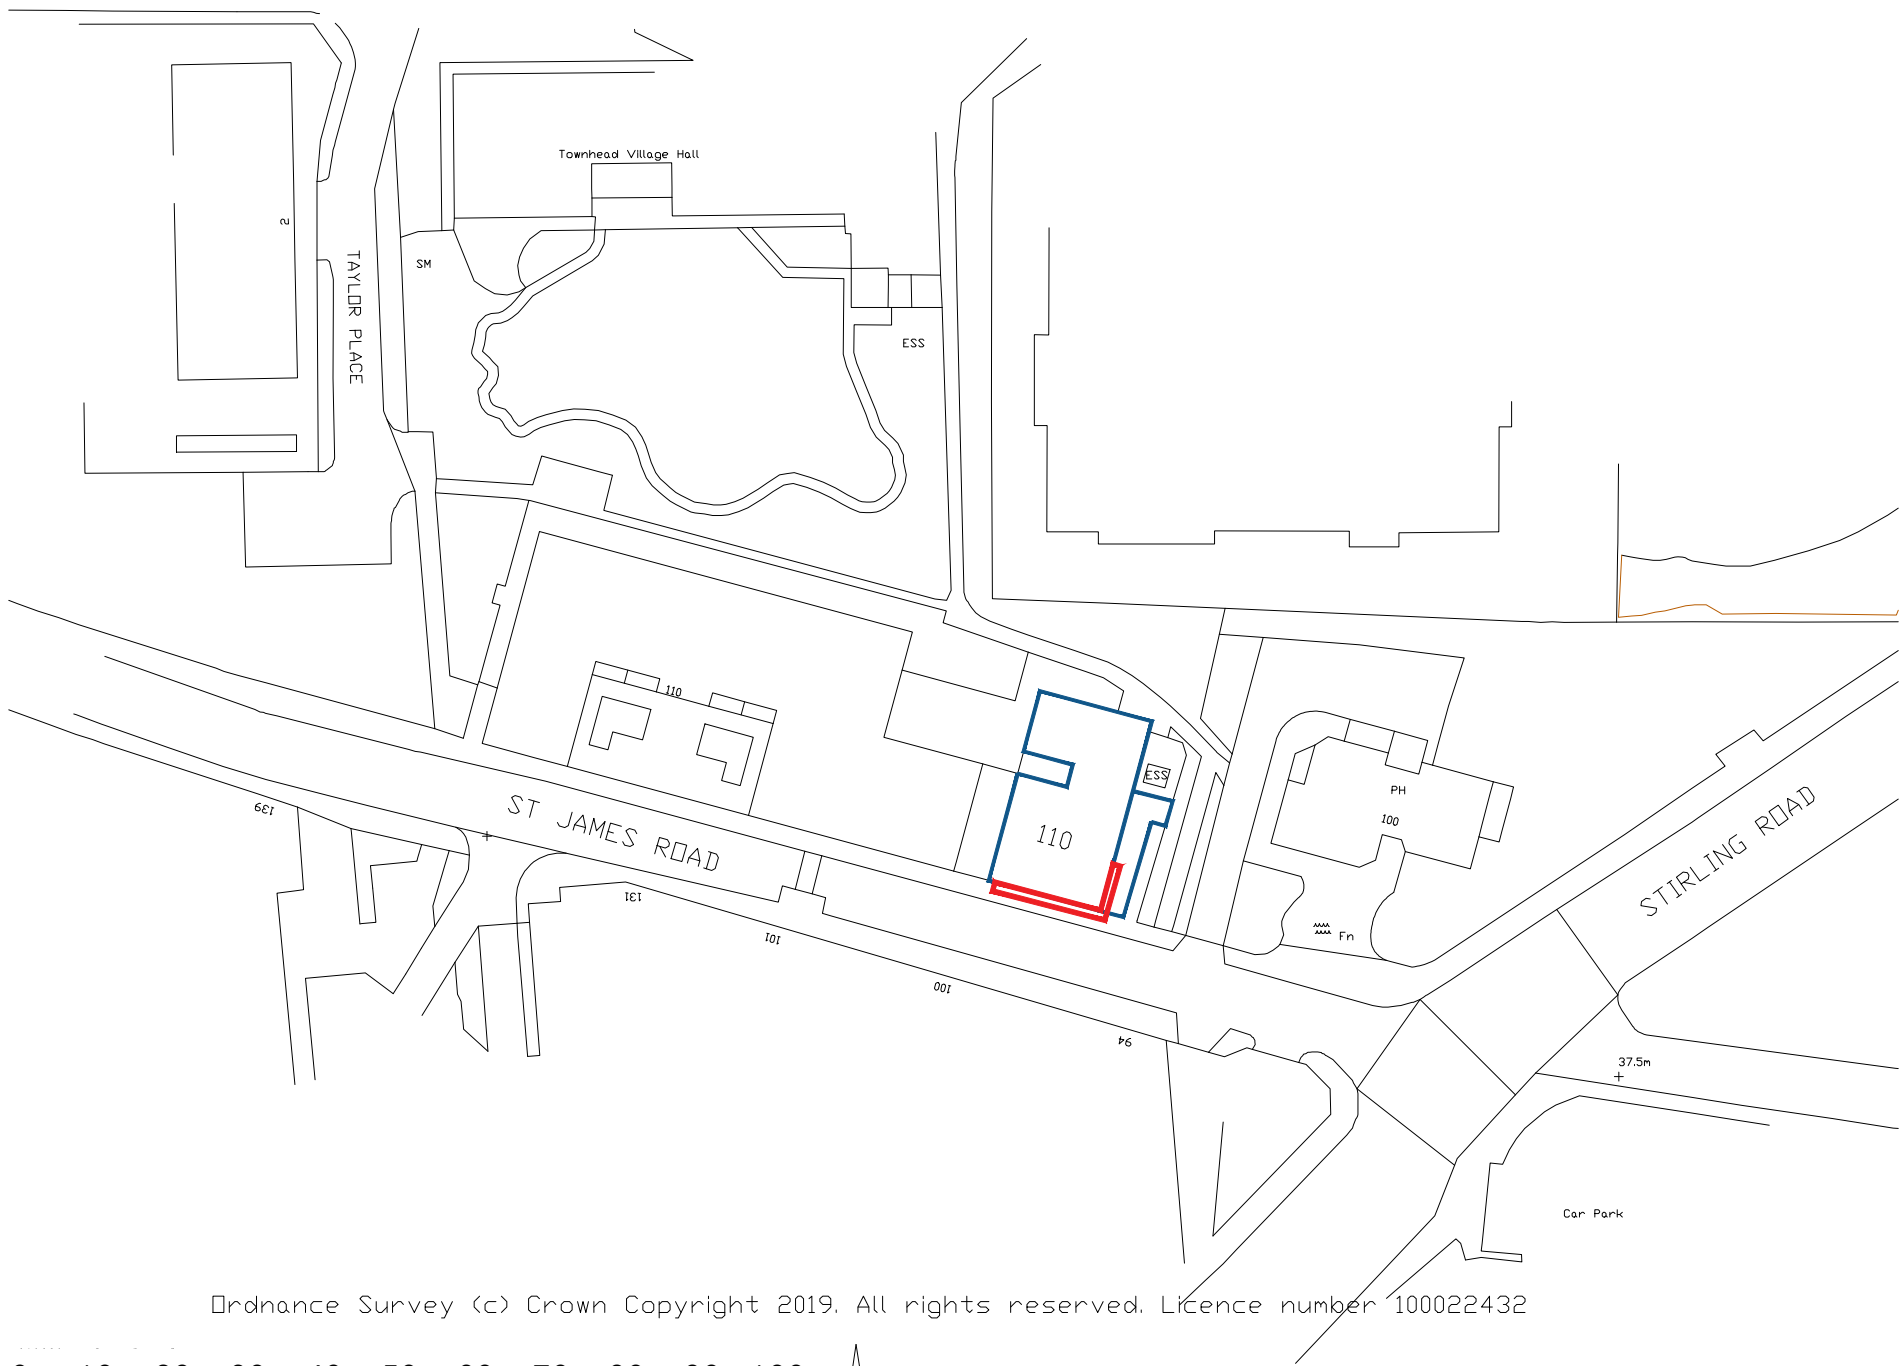 Townhead Village Hall
2
TAYLOR PLACE
SM
ESS
110
ESS
PH
100
139
ST JAMES ROAD
110
STIRLING ROAD
131
101
Fn
100
94
37.5m
Car Park
Ordnance Survey (c) Crown Copyright 2019. All rights reserved. Licence number 100022432